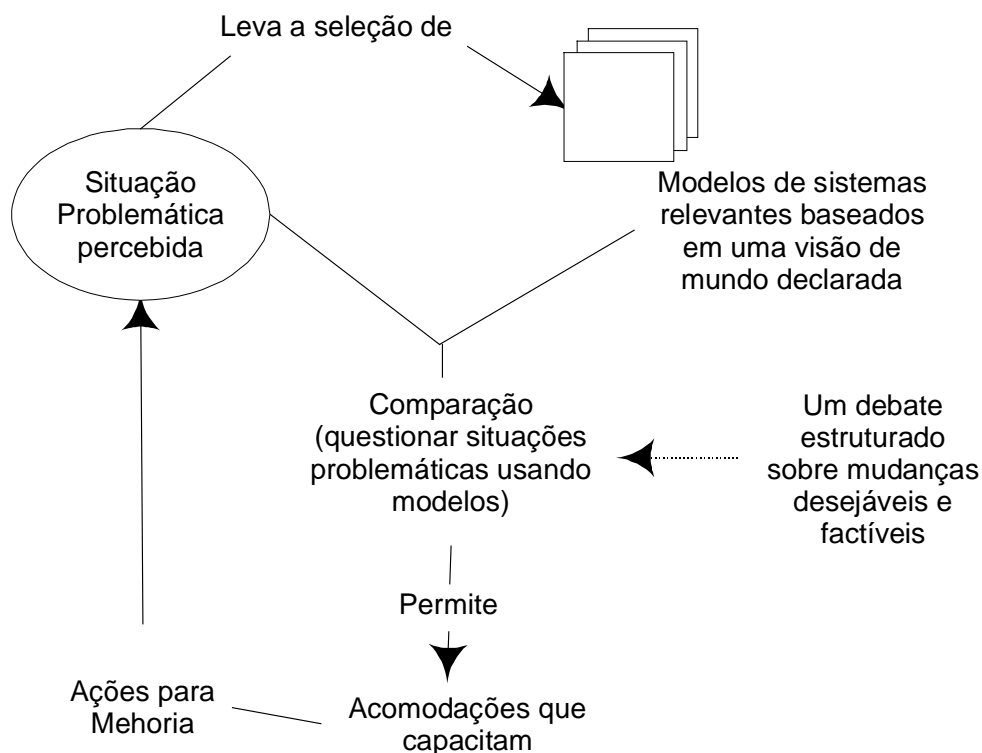 Leva a seleção de
Situação
Problemática
percebida
Modelos de sistemas
relevantes baseados
em uma visão de
mundo declarada
Comparação
(questionar situações
problemáticas usando
modelos)
Um debate
estruturado
sobre mudanças
desejáveis e
factíveis
Permite
Ações para
Mehoria
Acomodações que
capacitam